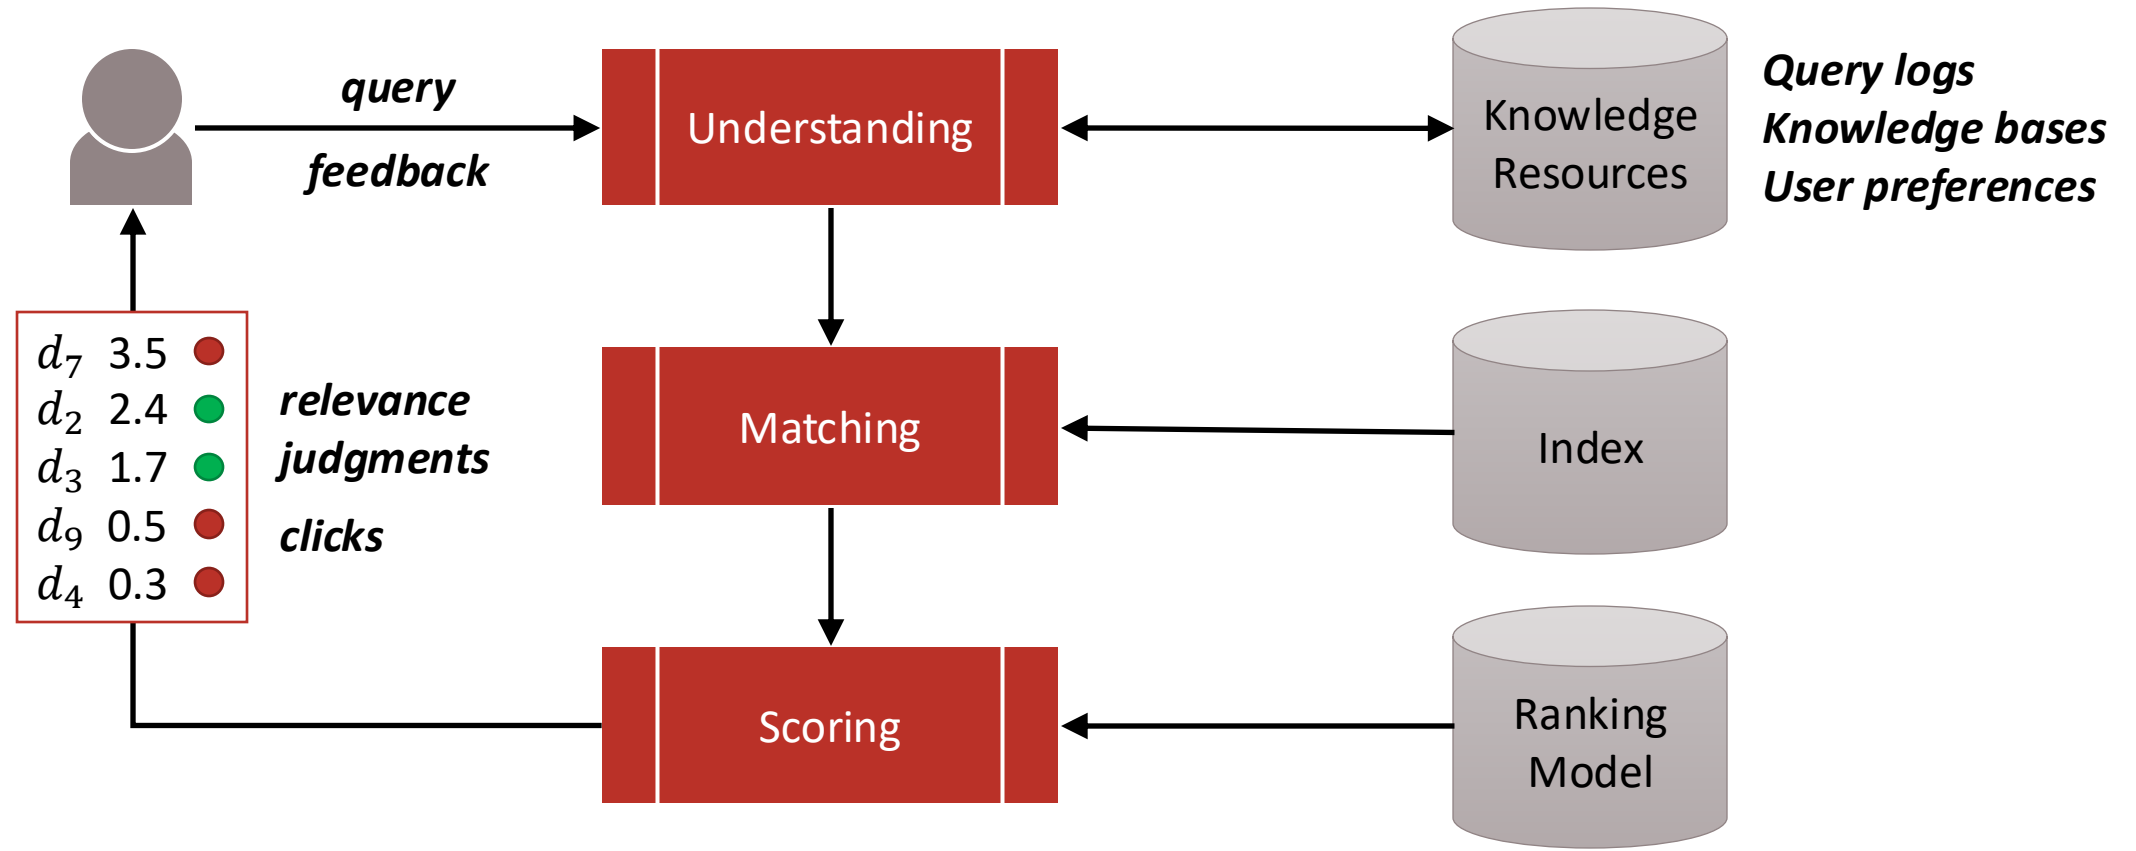 query
feedback
Understanding
Knowledge
Resources
Query logs
Knowledge bases
User preferences
d₇ 3.5
d₂ 2.4
d₃ 1.7
d₉ 0.5
d₄ 0.3
relevance
judgments
clicks
Matching
Index
Scoring
Ranking
Model